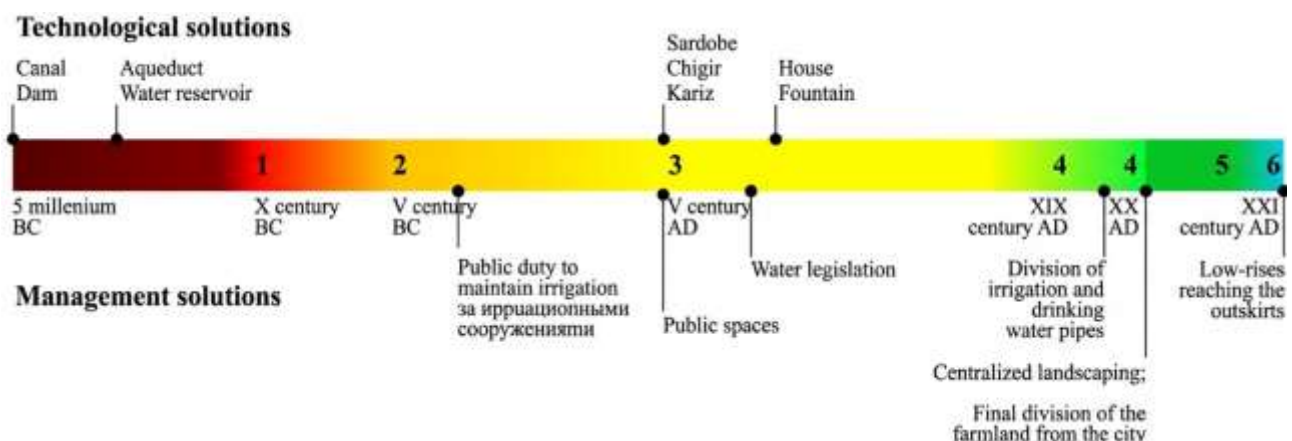 Technological solutions
Canal
Dam
Aqueduct
Water reservoir
Sardobe
Chigir
Kariz
House
Fountain
1
2
3
4
4
5
6
5 millenium
BC
X century
BC
V century
BC
V century
AD
XIX
century AD
XX
AD
XXI
century AD
Management solutions
Public duty to
maintain irrigation
за ирруационными
сооруженияти
Public spaces
Water legislation
Division of
irrigation and
drinking
water pipes
Low-rises
reaching the
outskirts
Centralized landscaping;
Final division of the
farmland from the city